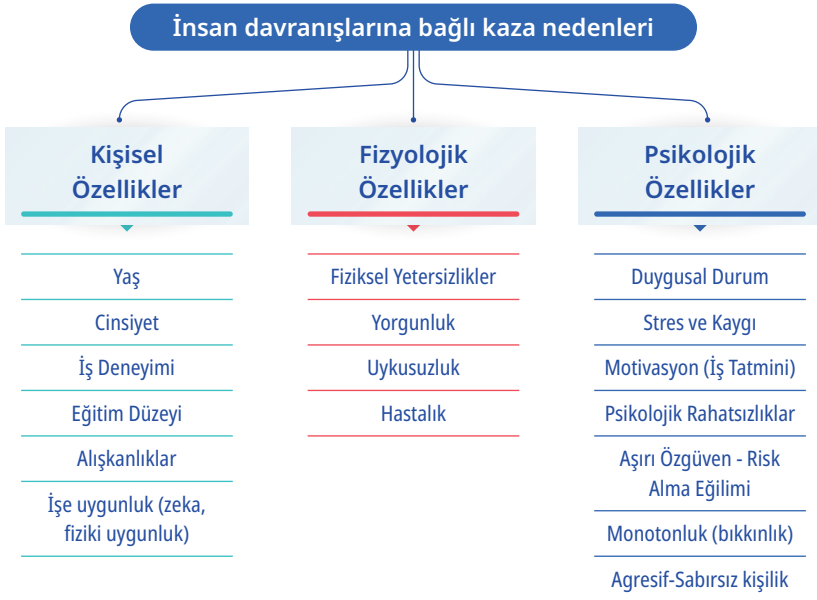 İnsan davranışlarına bağlı kaza nedenleri
Kişisel
Özellikler
Yaş
Cinsiyet
İş Deneyimi
Eğitim Düzeyi
Alışkanlıklar
İşe uygunluk (zeka,
fiziki uygunluk)
Fizyolojik
Özellikler
Fiziksel Yetersizlikler
Yorgunluk
Uykusuzluk
Hastalık
Psikolojik
Özellikler
Duygusal Durum
Stres ve Kaygı
Motivasyon (İş Tatmini)
Psikolojik Rahatsızlıklar
Aşırı Özgüven - Risk
Alma Eğilimi
Monotonluk (bıkkınlık)
Agresif-Sabırsız kişilik